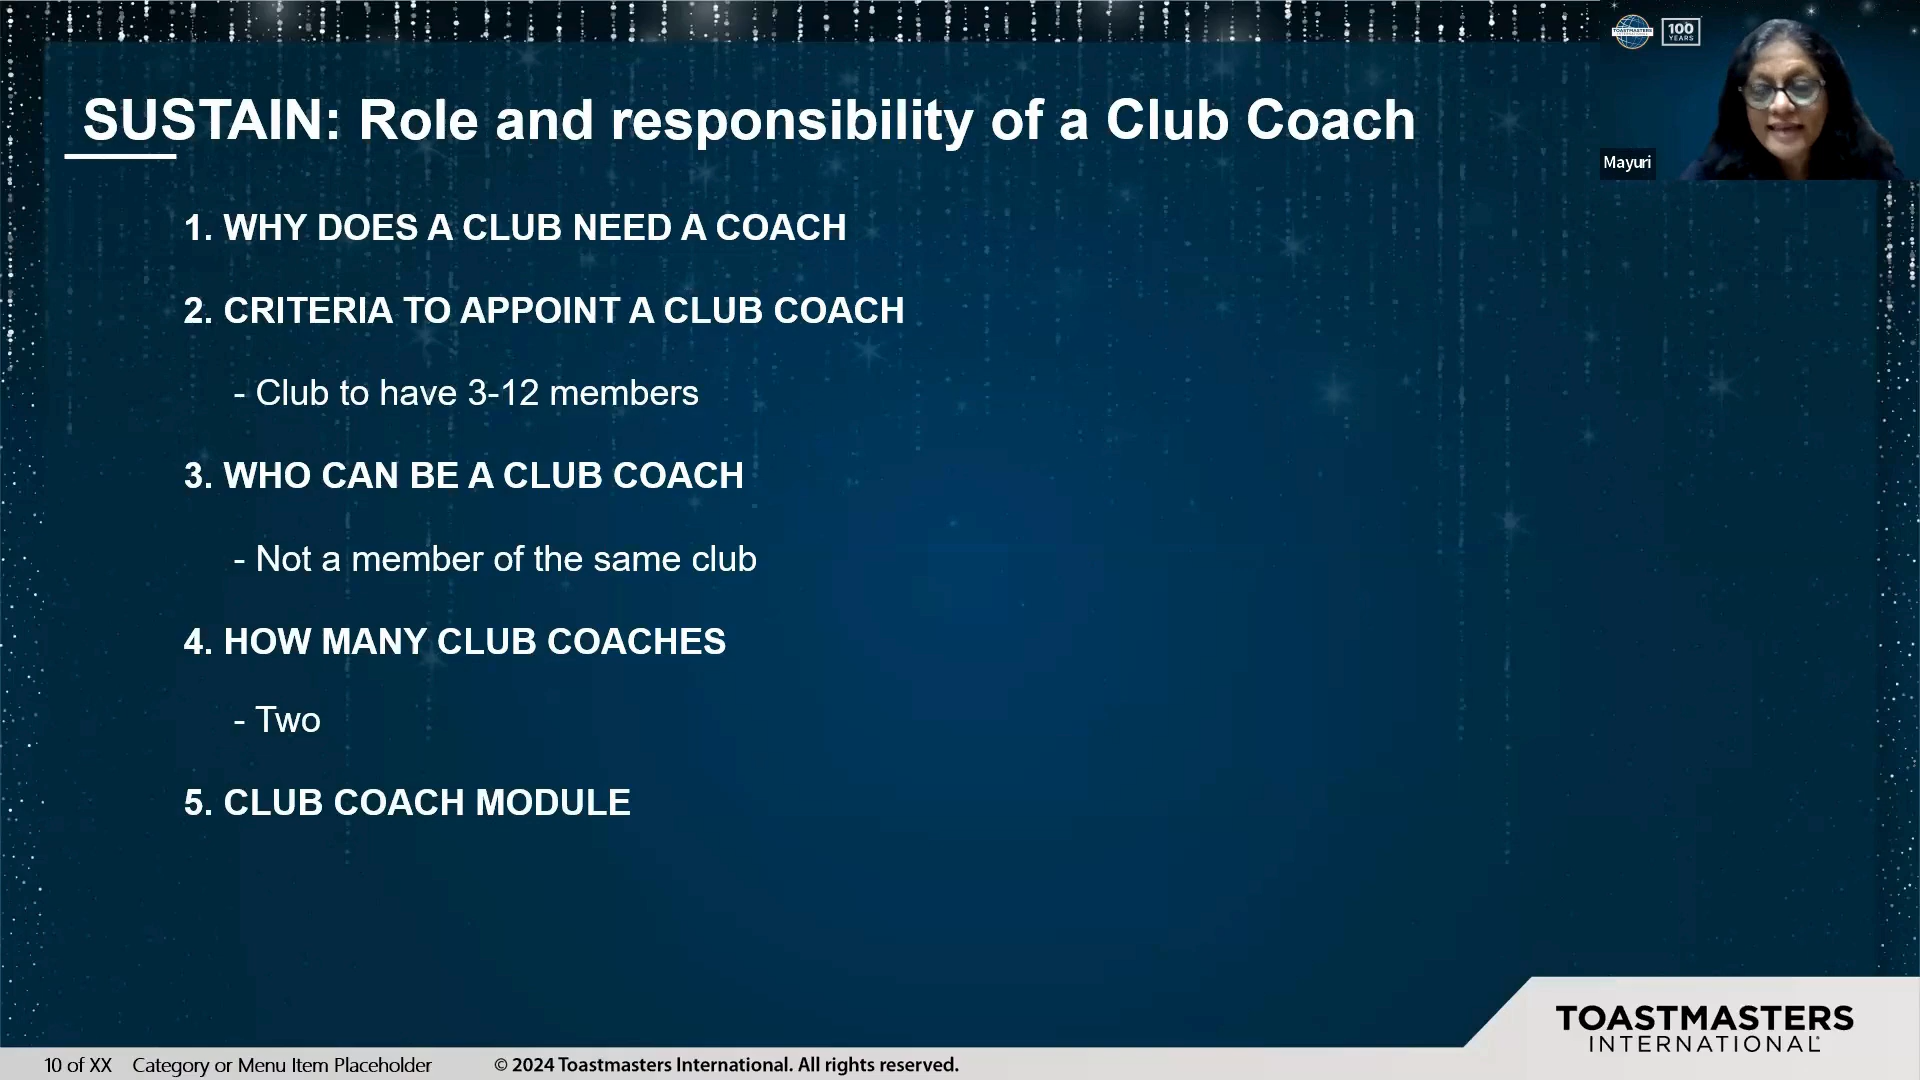 TOASTMASTERS
100
YEARS
SUSTAIN: Role and responsibility of a Club Coach
Mayuri
1. WHY DOES A CLUB NEED A COACH
2. CRITERIA TO APPOINT A CLUB COACH
- Club to have 3-12 members
3. WHO CAN BE A CLUB COACH
- Not a member of the same club
4. HOW MANY CLUB COACHES
- Two
5. CLUB COACH MODULE
TOASTMASTERS
INTERNATIONAL
10 of XX Category or Menu Item Placeholder © 2024 Toastmasters International. All rights reserved.